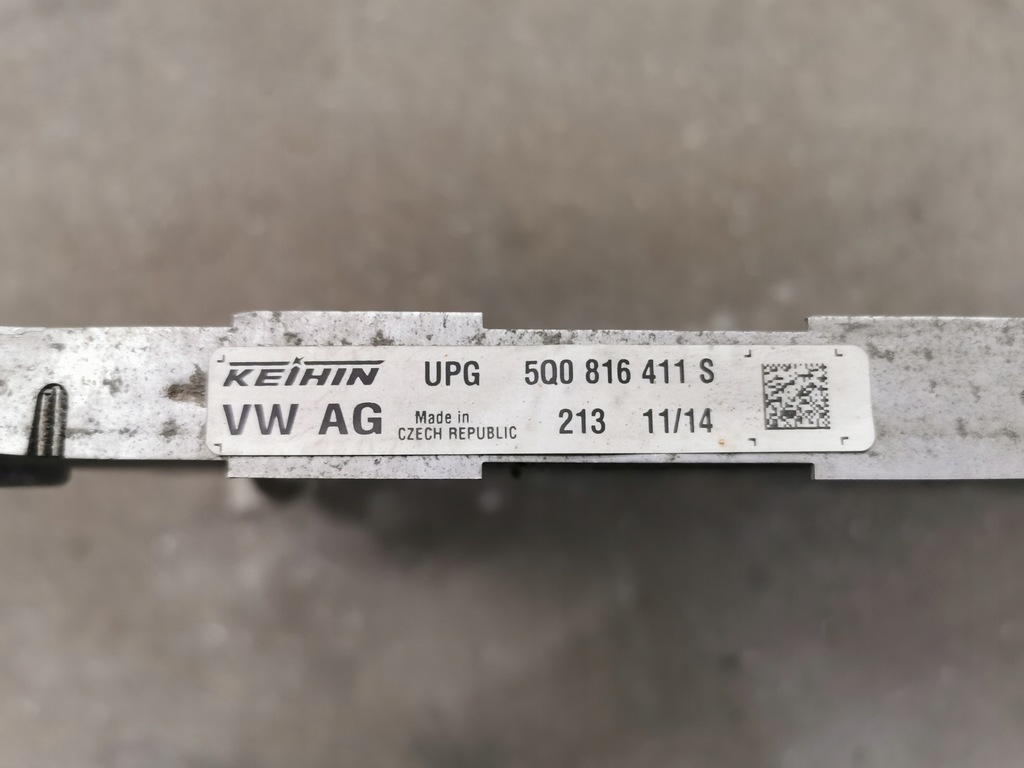 KEIHIN UPG 5Q0 816 411 S
VW AG Made in CZECH REPUBLIC 213 11/14